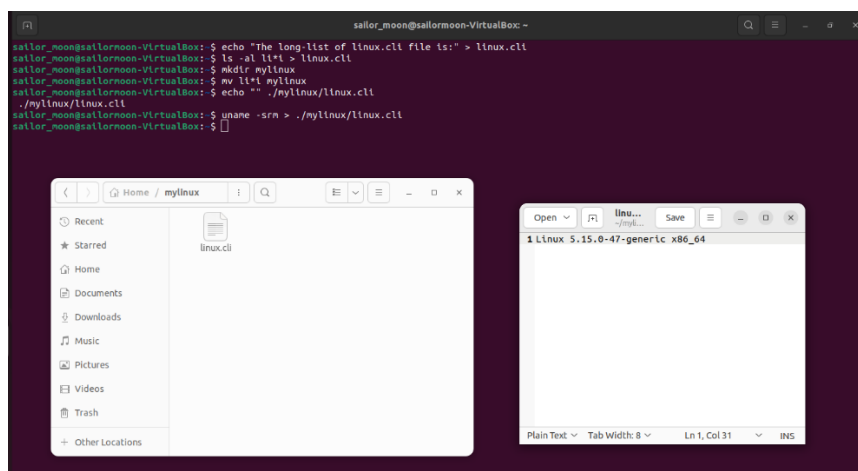 sailor_moon@sailormoon-VirtualBox: ~
sailor_moon@sailormoon-VirtualBox:~$ echo "The long-list of linux.cli file is:" > linux.cli
sailor_moon@sailormoon-VirtualBox:~$ ls -al li*i > linux.cli
sailor_moon@sailormoon-VirtualBox:~$ mkdir mylinux
sailor_moon@sailormoon-VirtualBox:~$ mv li*i mylinux
sailor_moon@sailormoon-VirtualBox:~$ echo "" ./mylinux/linux.cli
 ./mylinux/linux.cli
sailor_moon@sailormoon-VirtualBox:~$ uname -srm > ./mylinux/linux.cli
sailor_moon@sailormoon-VirtualBox:~$
Home / mylinux
Recent
Starred
Home
Documents
Downloads
Music
Pictures
Videos
Trash
+ Other Locations
linux.cli
Open
linu...
~/myli...
Save
1 Linux 5.15.0-47-generic x86_64
Plain Text Tab Width: 8 Ln 1, Col 31 INS